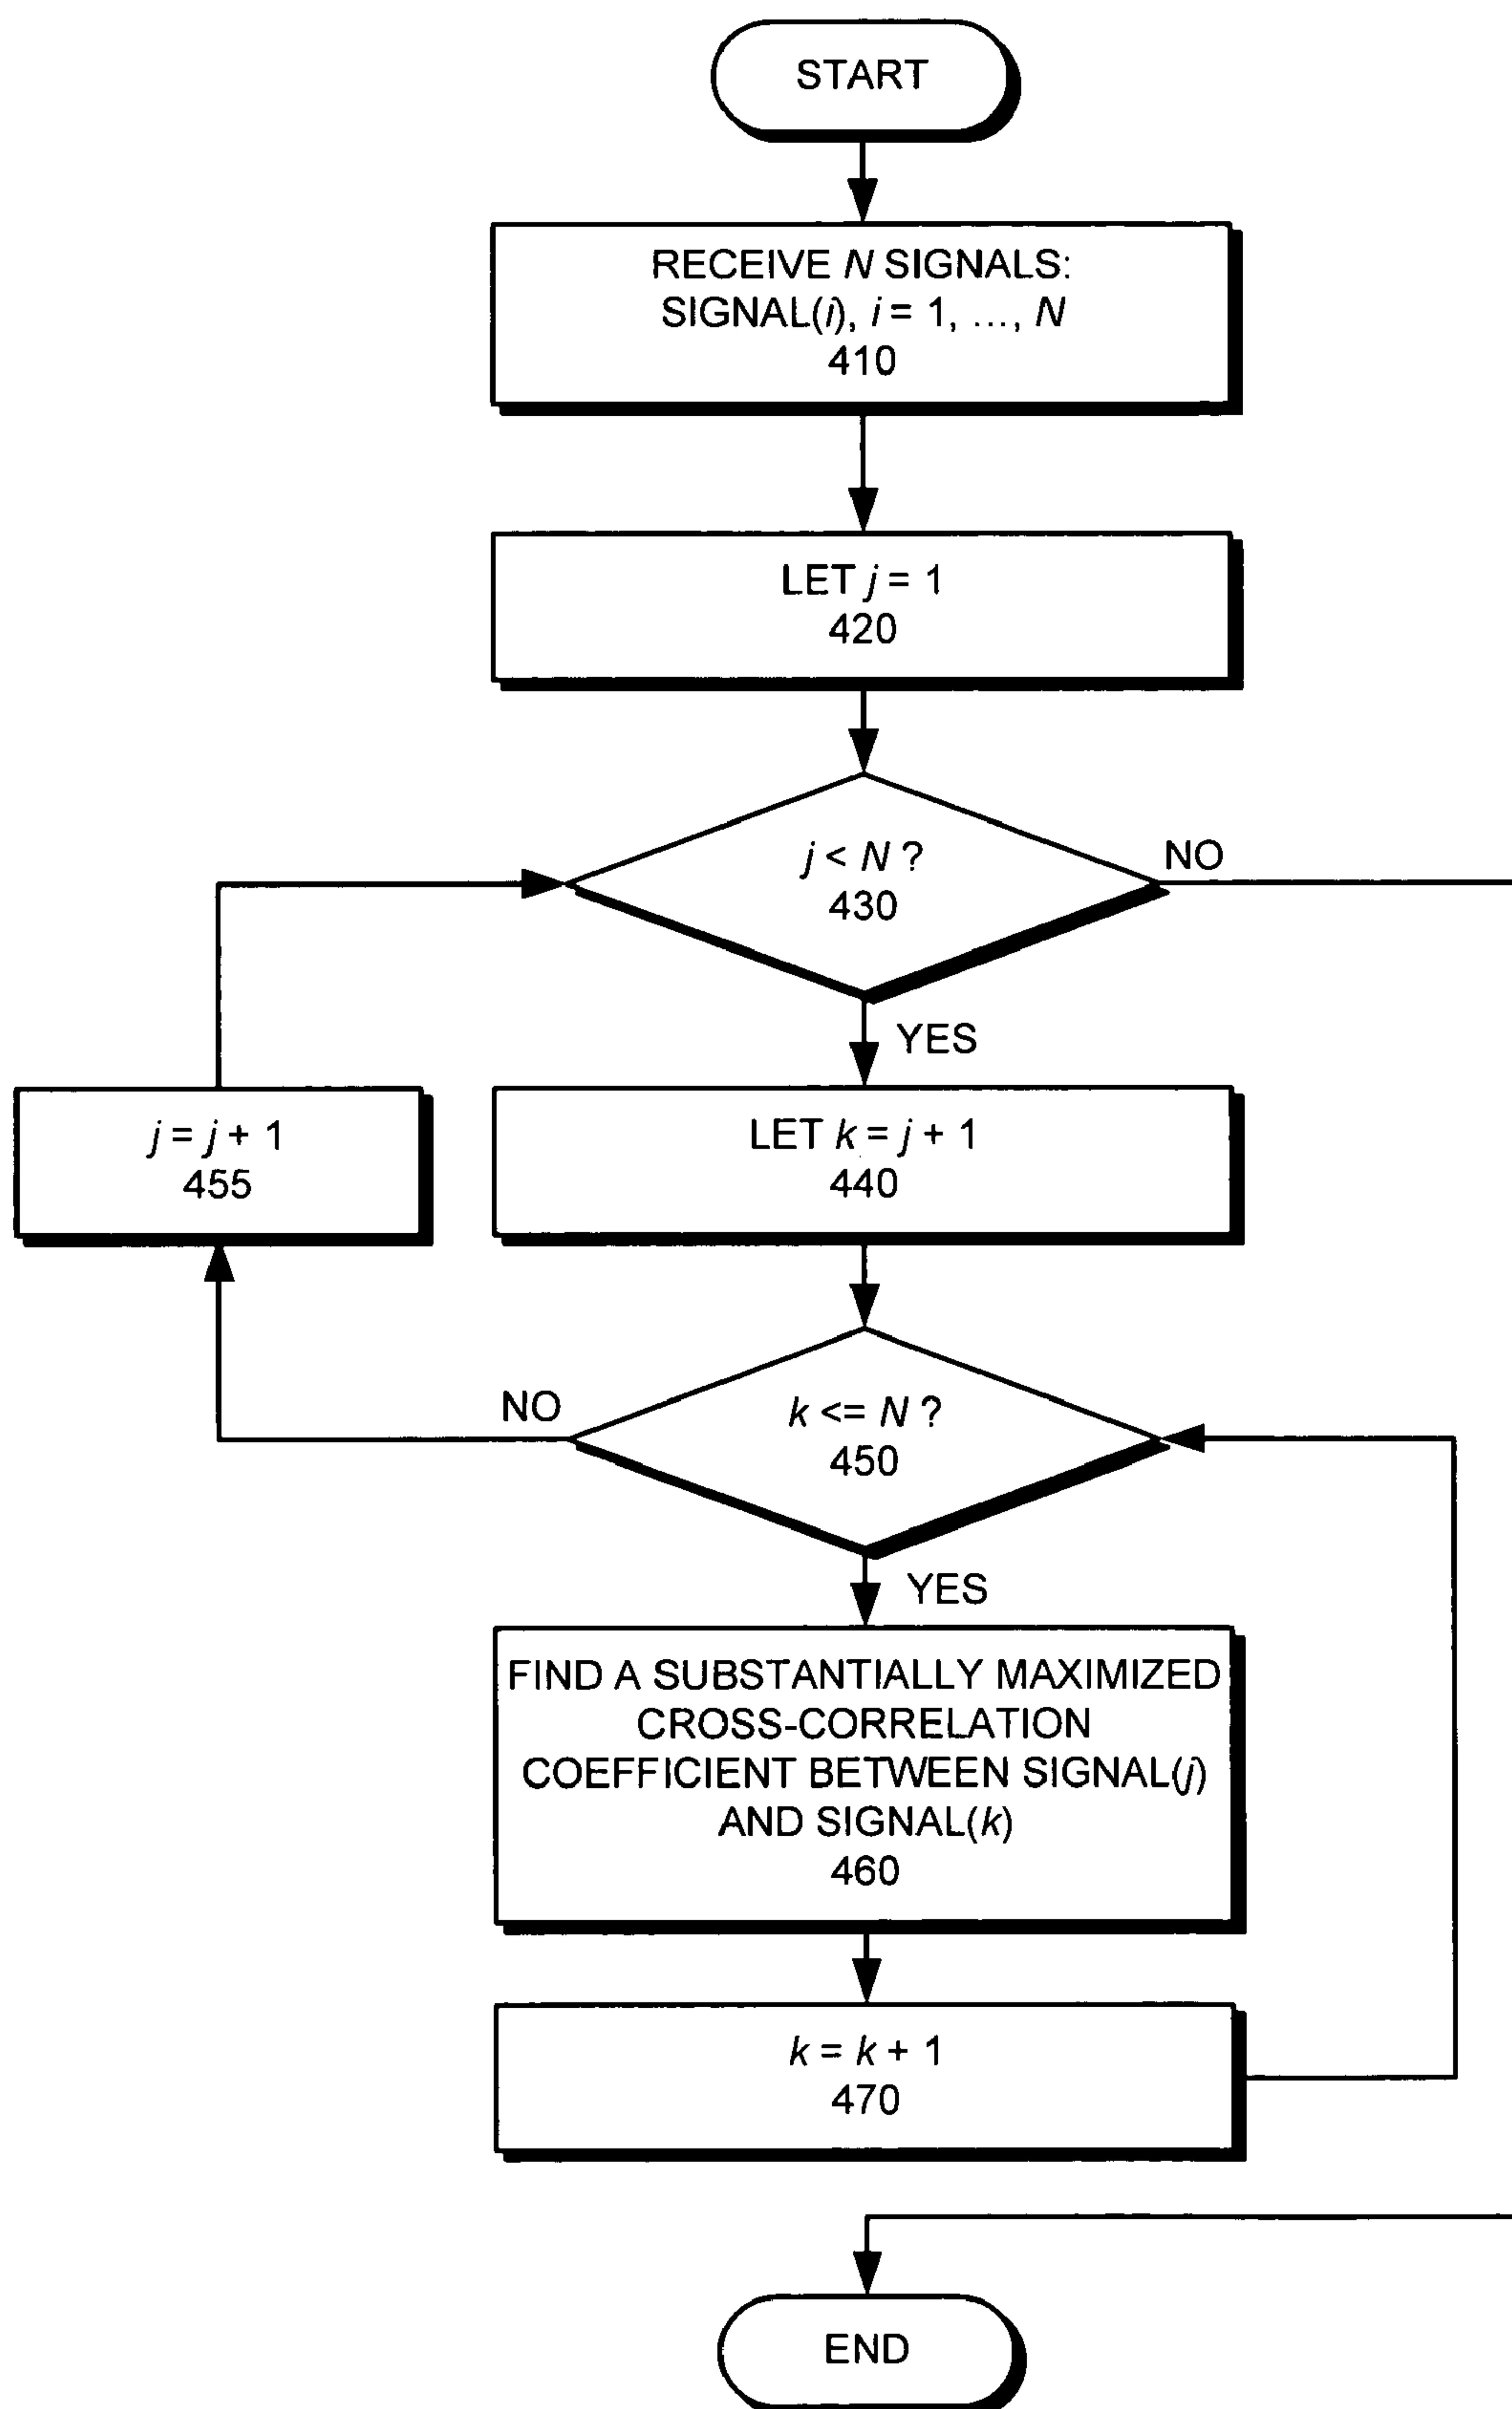 START
RECEIVE N SIGNALS:
SIGNAL(i), i = 1, ..., N
410
LET j = 1
420
j < N ?
430
NO
YES
j = j + 1
455
LET k = j + 1
440
NO
k <= N ?
450
YES
FIND A SUBSTANTIALLY MAXIMIZED
CROSS-CORRELATION
COEFFICIENT BETWEEN SIGNAL(j)
AND SIGNAL(k)
460
k = k + 1
470
END